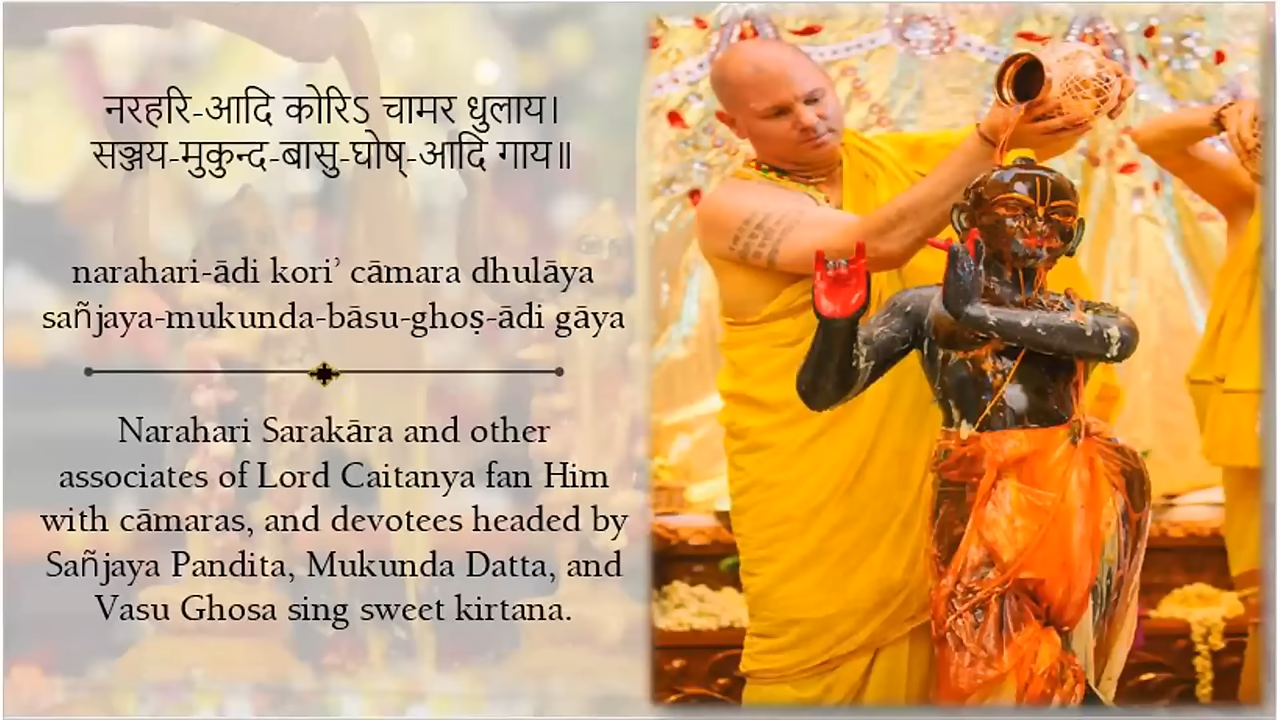 नरहरि-आदि कोरिऽ चामर धुलाय।
सञ्जय-मुकुन्द-बासु-घोष्-आदि गाय॥
narahari-ādi kori’ cāmara dhulāya
sañjaya-mukunda-bāsu-ghoṣ-ādi gāya
Narahari Sarakāra and other
associates of Lord Caitanya fan Him
with cāmaras, and devotees headed by
Sañjaya Pandita, Mukunda Datta, and
Vasu Ghosa sing sweet kirtana.